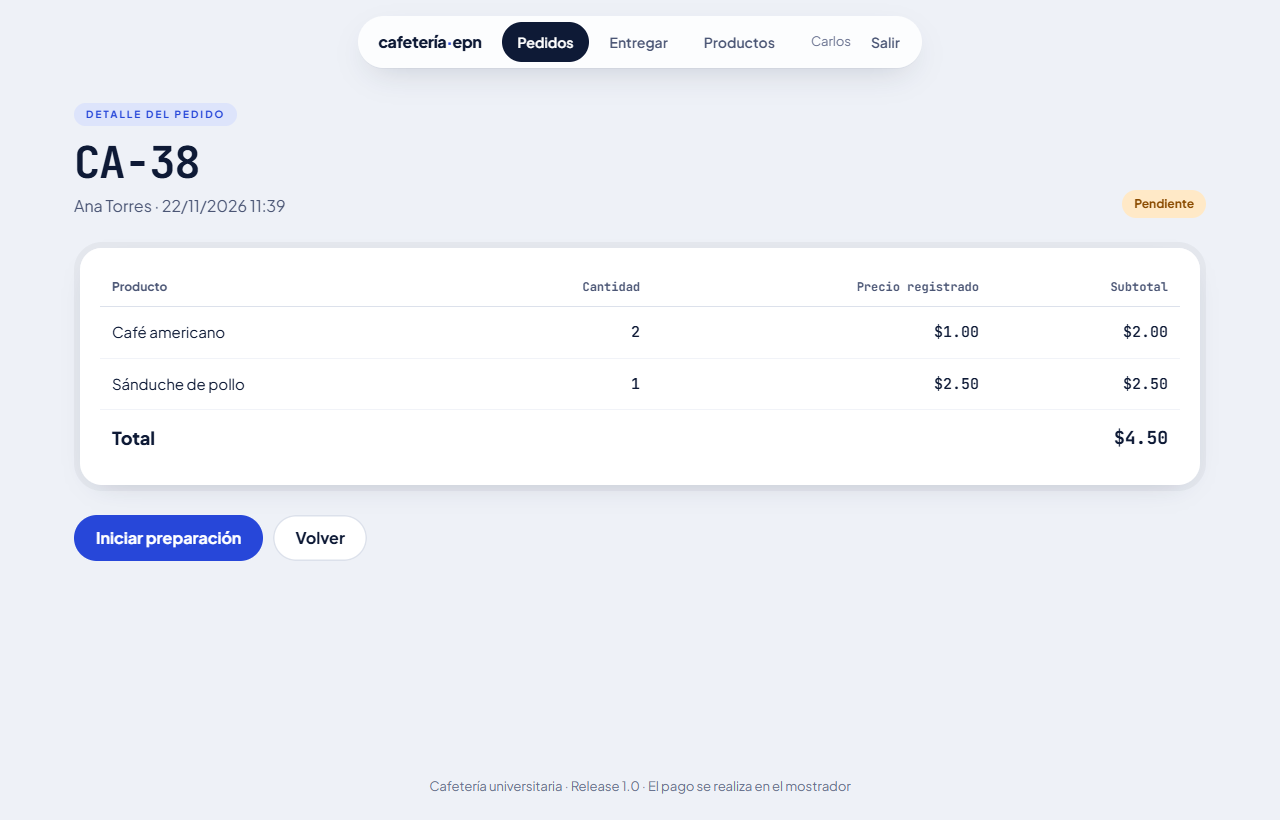 cafetería·epn Pedidos Entregar Productos Carlos Salir
DETALLE DEL PEDIDO
CA-38
Ana Torres · 22/11/2026 11:39
Pendiente
Producto Cantidad Precio registrado Subtotal
Café americano 2 $1.00 $2.00
Sánduche de pollo 1 $2.50 $2.50
Total $4.50
Iniciar preparación Volver
Cafetería universitaria · Release 1.0 · El pago se realiza en el mostrador